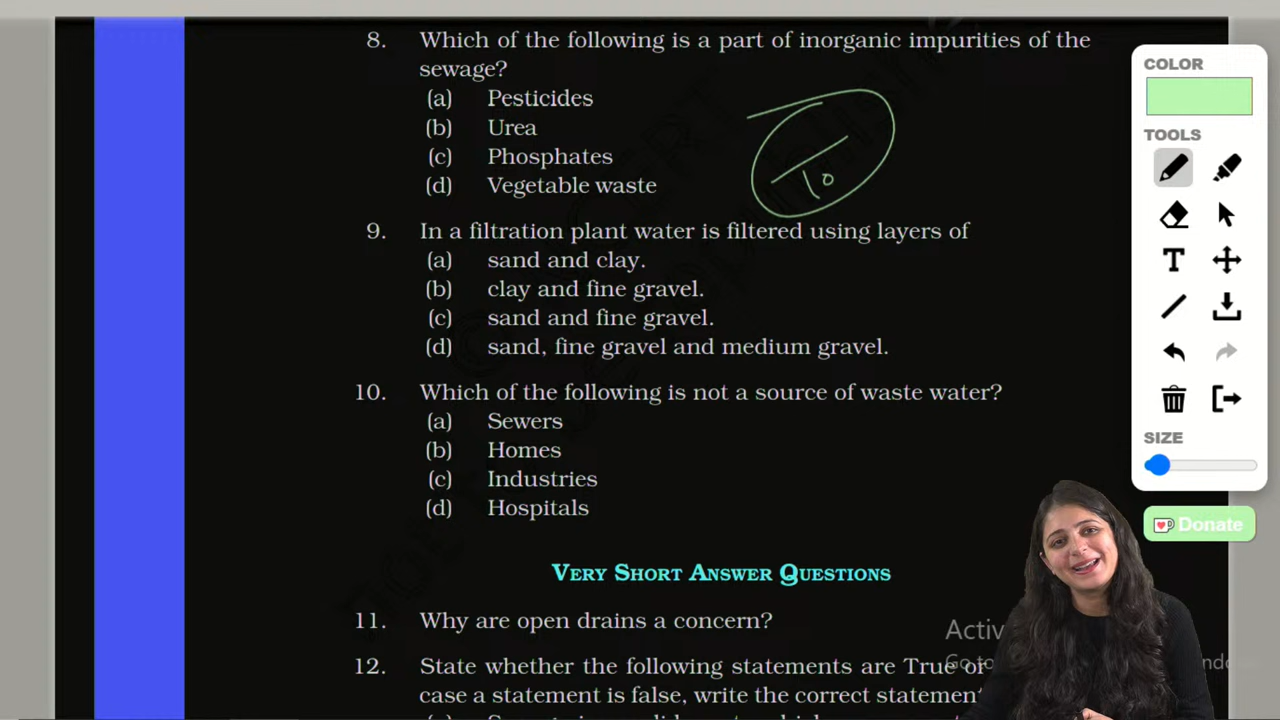 8. Which of the following is a part of inorganic impurities of the
sewage?
(a) Pesticides
(b) Urea
(c) Phosphates
(d) Vegetable waste
10
9. In a filtration plant water is filtered using layers of
(a) sand and clay.
(b) clay and fine gravel.
(c) sand and fine gravel.
(d) sand, fine gravel and medium gravel.
10. Which of the following is not a source of waste water?
(a) Sewers
(b) Homes
(c) Industries
(d) Hospitals
VERY SHORT ANSWER QUESTIONS
11. Why are open drains a concern?
12. State whether the following statements are True or
case a statement is false, write the correct statement
COLOR
TOOLS
T
SIZE
Donate
Activ
Go to